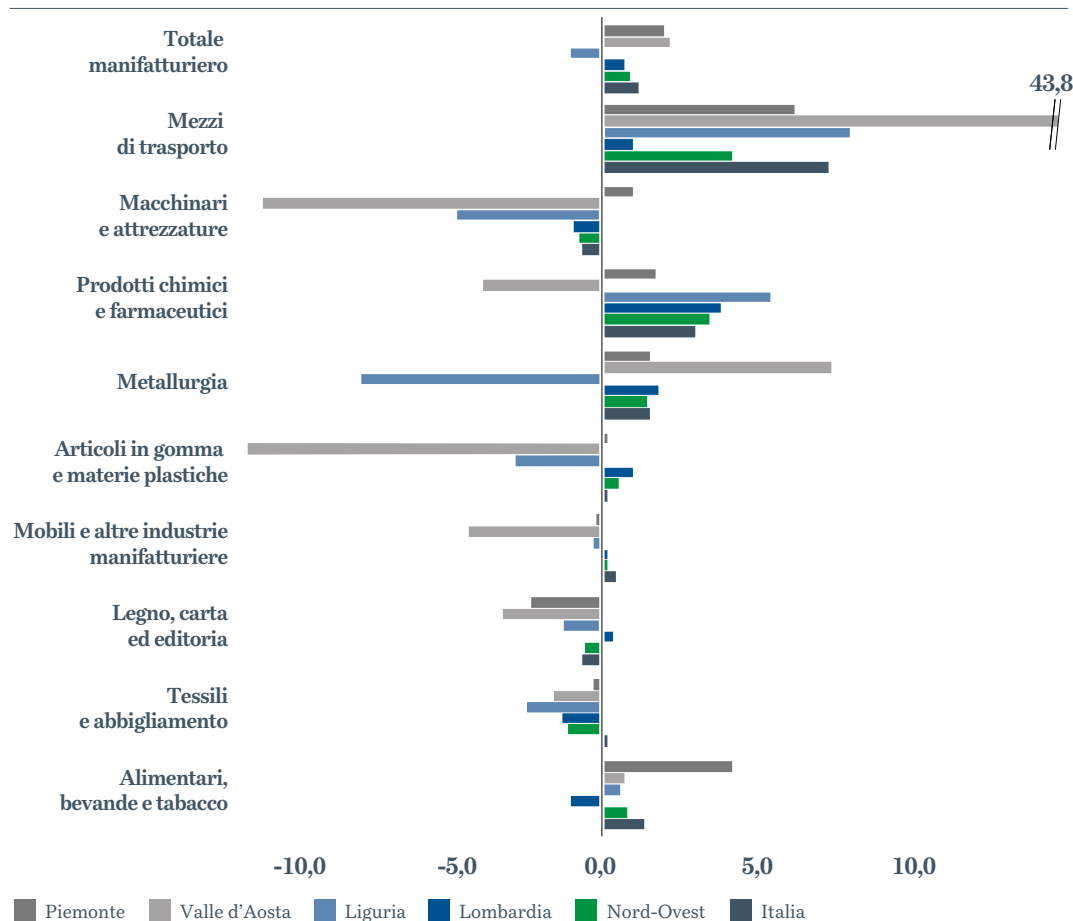 Totale
manifatturiero
43,8
Mezzi
di trasporto
Macchinari
e attrezzature
Prodotti chimici
e farmaceutici
Metallurgia
Articoli in gomma
e materie plastiche
Mobili e altre industrie
manifatturiere
Legno, carta
ed editoria
Tessili
e abbigliamento
Alimentari,
bevande e tabacco
-10,0 -5,0 0,0 5,0 10,0
Piemonte Valle d'Aosta Liguria Lombardia Nord-Ovest Italia